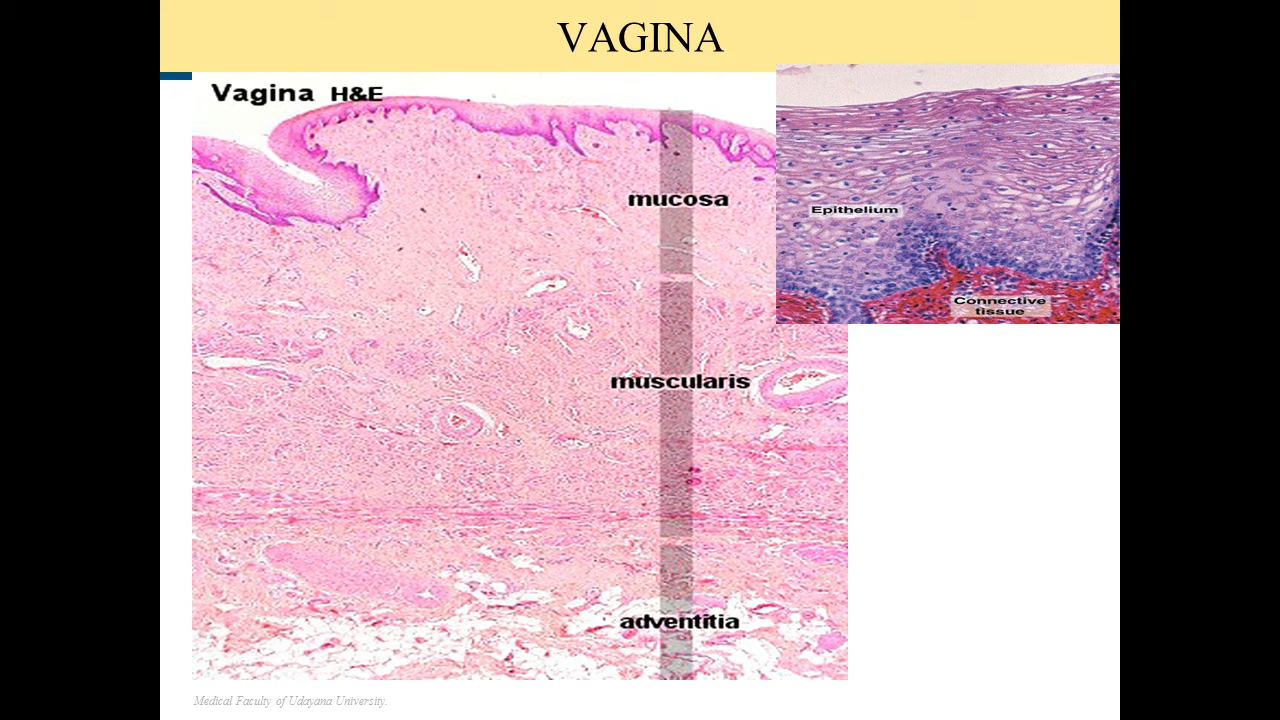 VAGINA
Vagina H&E
mucosa
Epithelium
Connective
tissue
muscularis
adventitia
Medical Faculty of Udayana University.